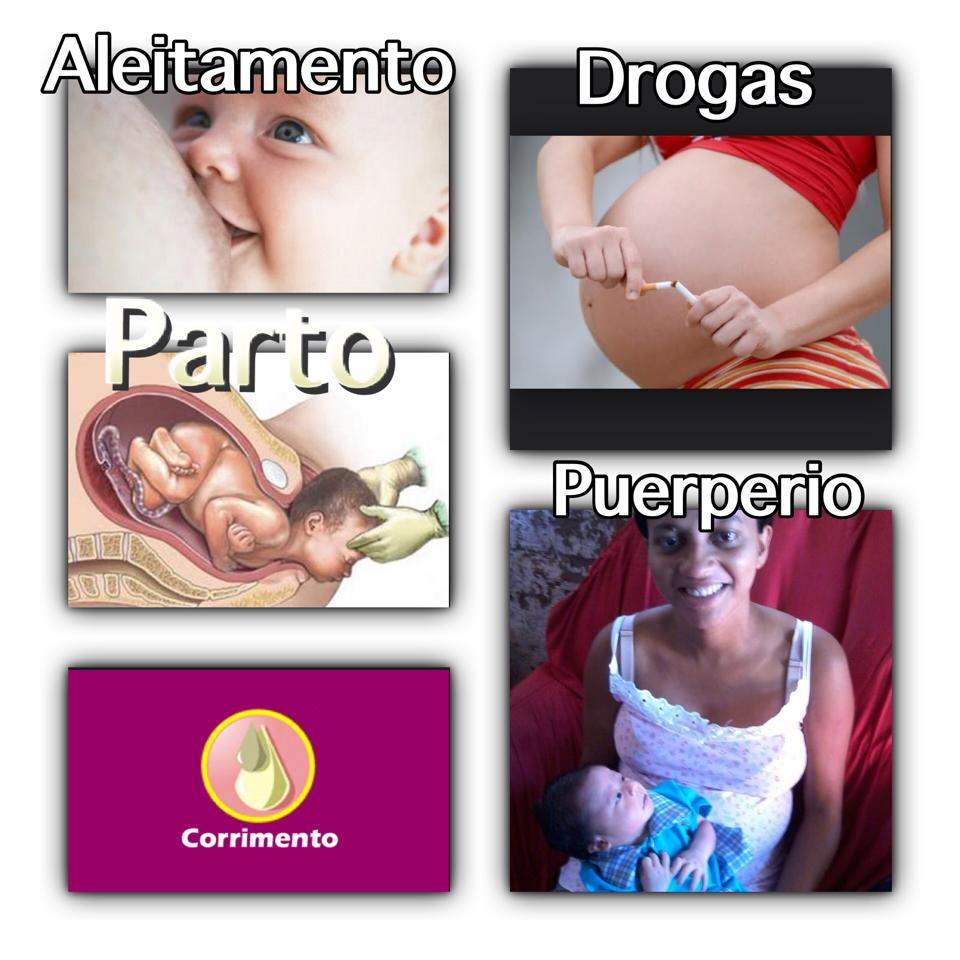 Aleitamento
Drogas
Parto
Puerperio
Corrimento